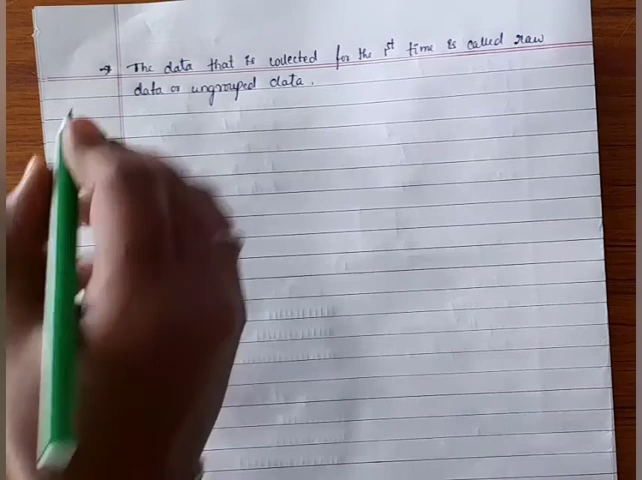 → The data that is collected for the 1st time is called raw
data or ungrouped data.